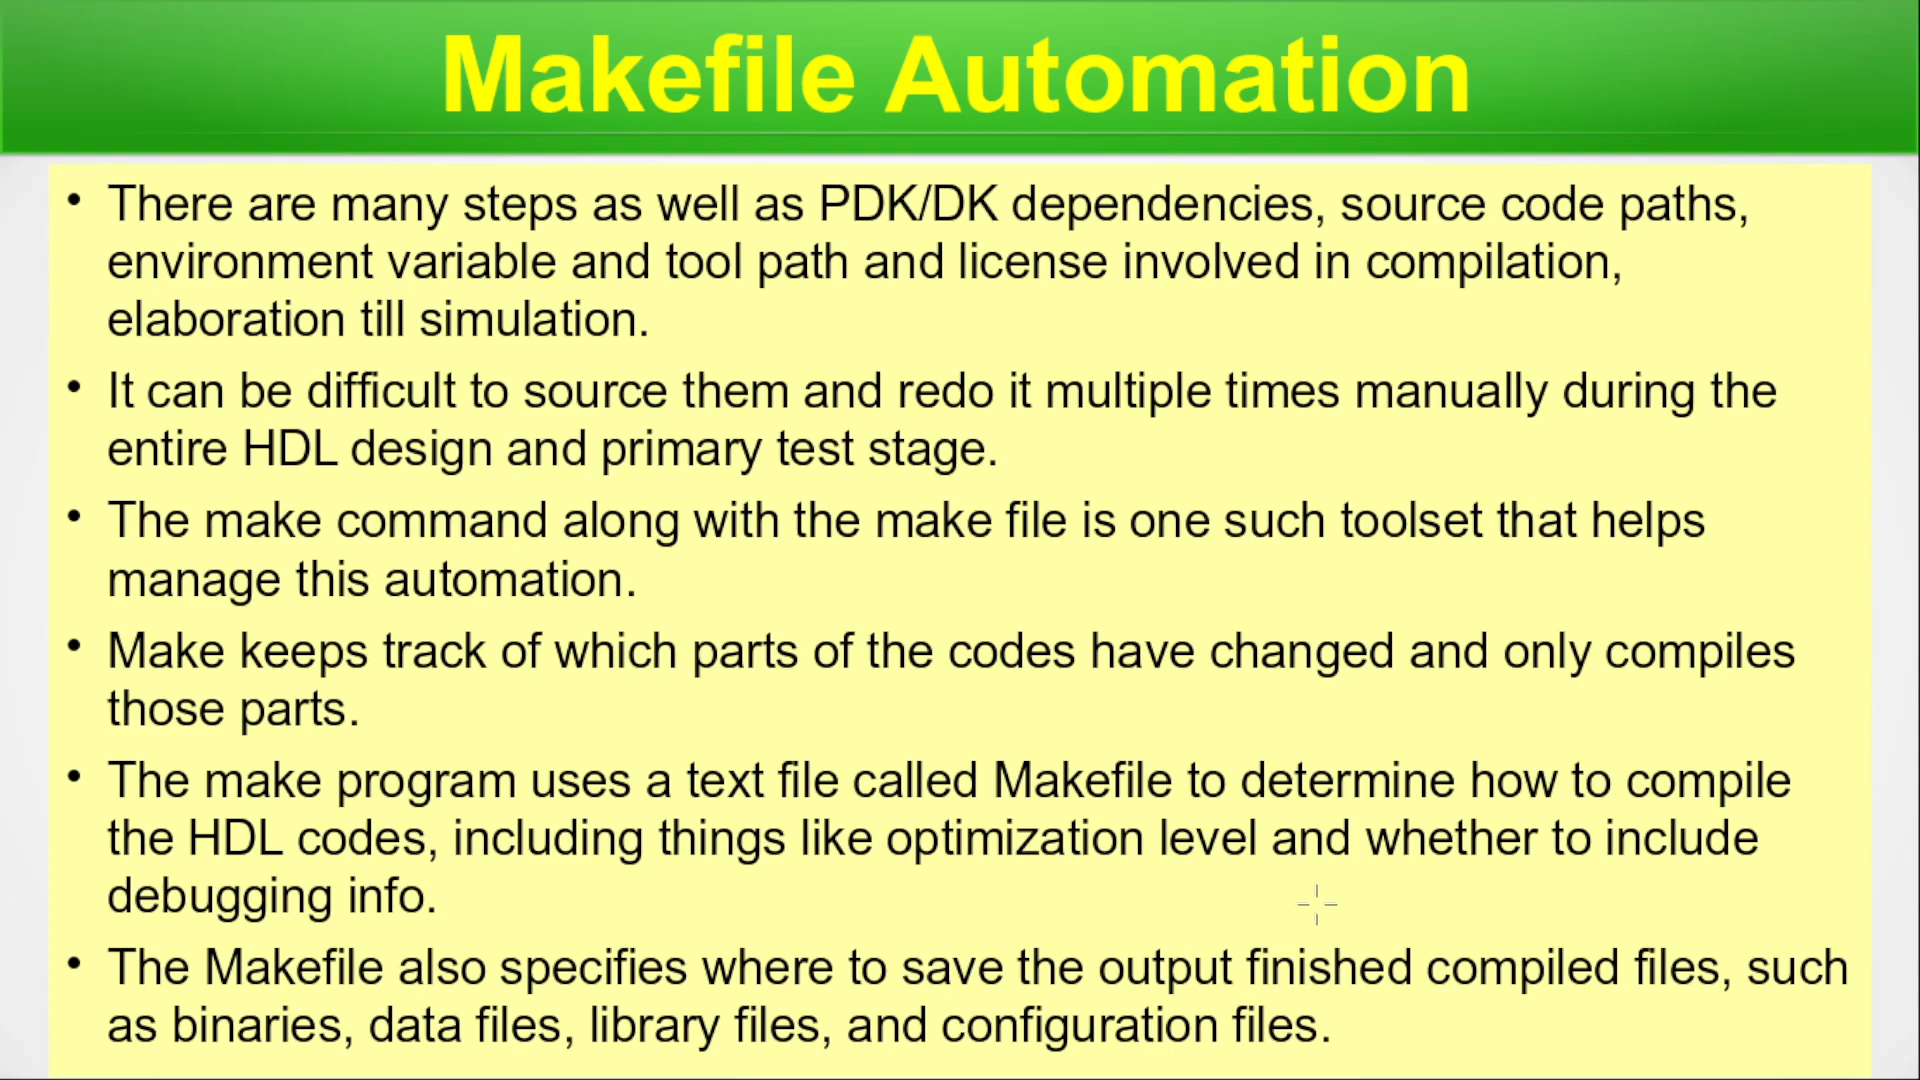 Makefile Automation
• There are many steps as well as PDK/DK dependencies, source code paths,
environment variable and tool path and license involved in compilation,
elaboration till simulation.
• It can be difficult to source them and redo it multiple times manually during the
entire HDL design and primary test stage.
• The make command along with the make file is one such toolset that helps
manage this automation.
• Make keeps track of which parts of the codes have changed and only compiles
those parts.
• The make program uses a text file called Makefile to determine how to compile
the HDL codes, including things like optimization level and whether to include
debugging info.
• The Makefile also specifies where to save the output finished compiled files, such
as binaries, data files, library files, and configuration files.